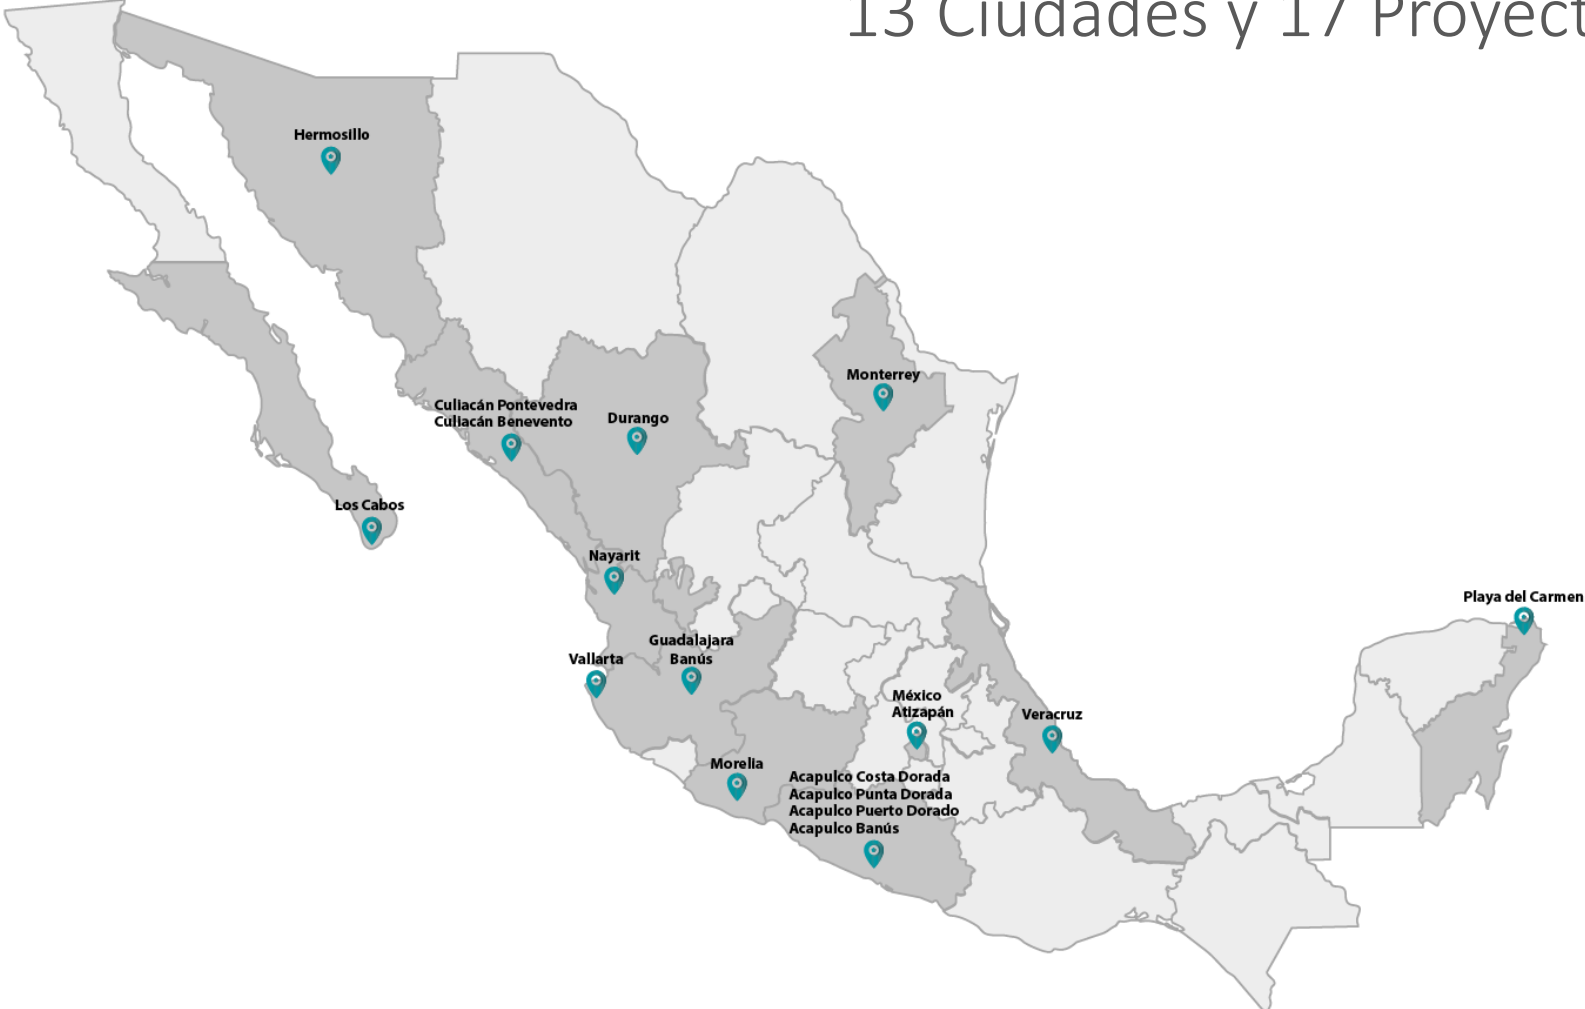 13 Ciudades y 17 Proyect
Hermosillo
Monterrey
Culiacán Pontevedra
Culiacán Benevento
Durango
Los Cabos
Nayarit
Playa del Carmen
Guadalajara
Banús
Vallarta
México
Atizapán
Veracruz
Morelia
Acapulco Costa Dorada
Acapulco Punta Dorada
Acapulco Puerto Dorado
Acapulco Banús